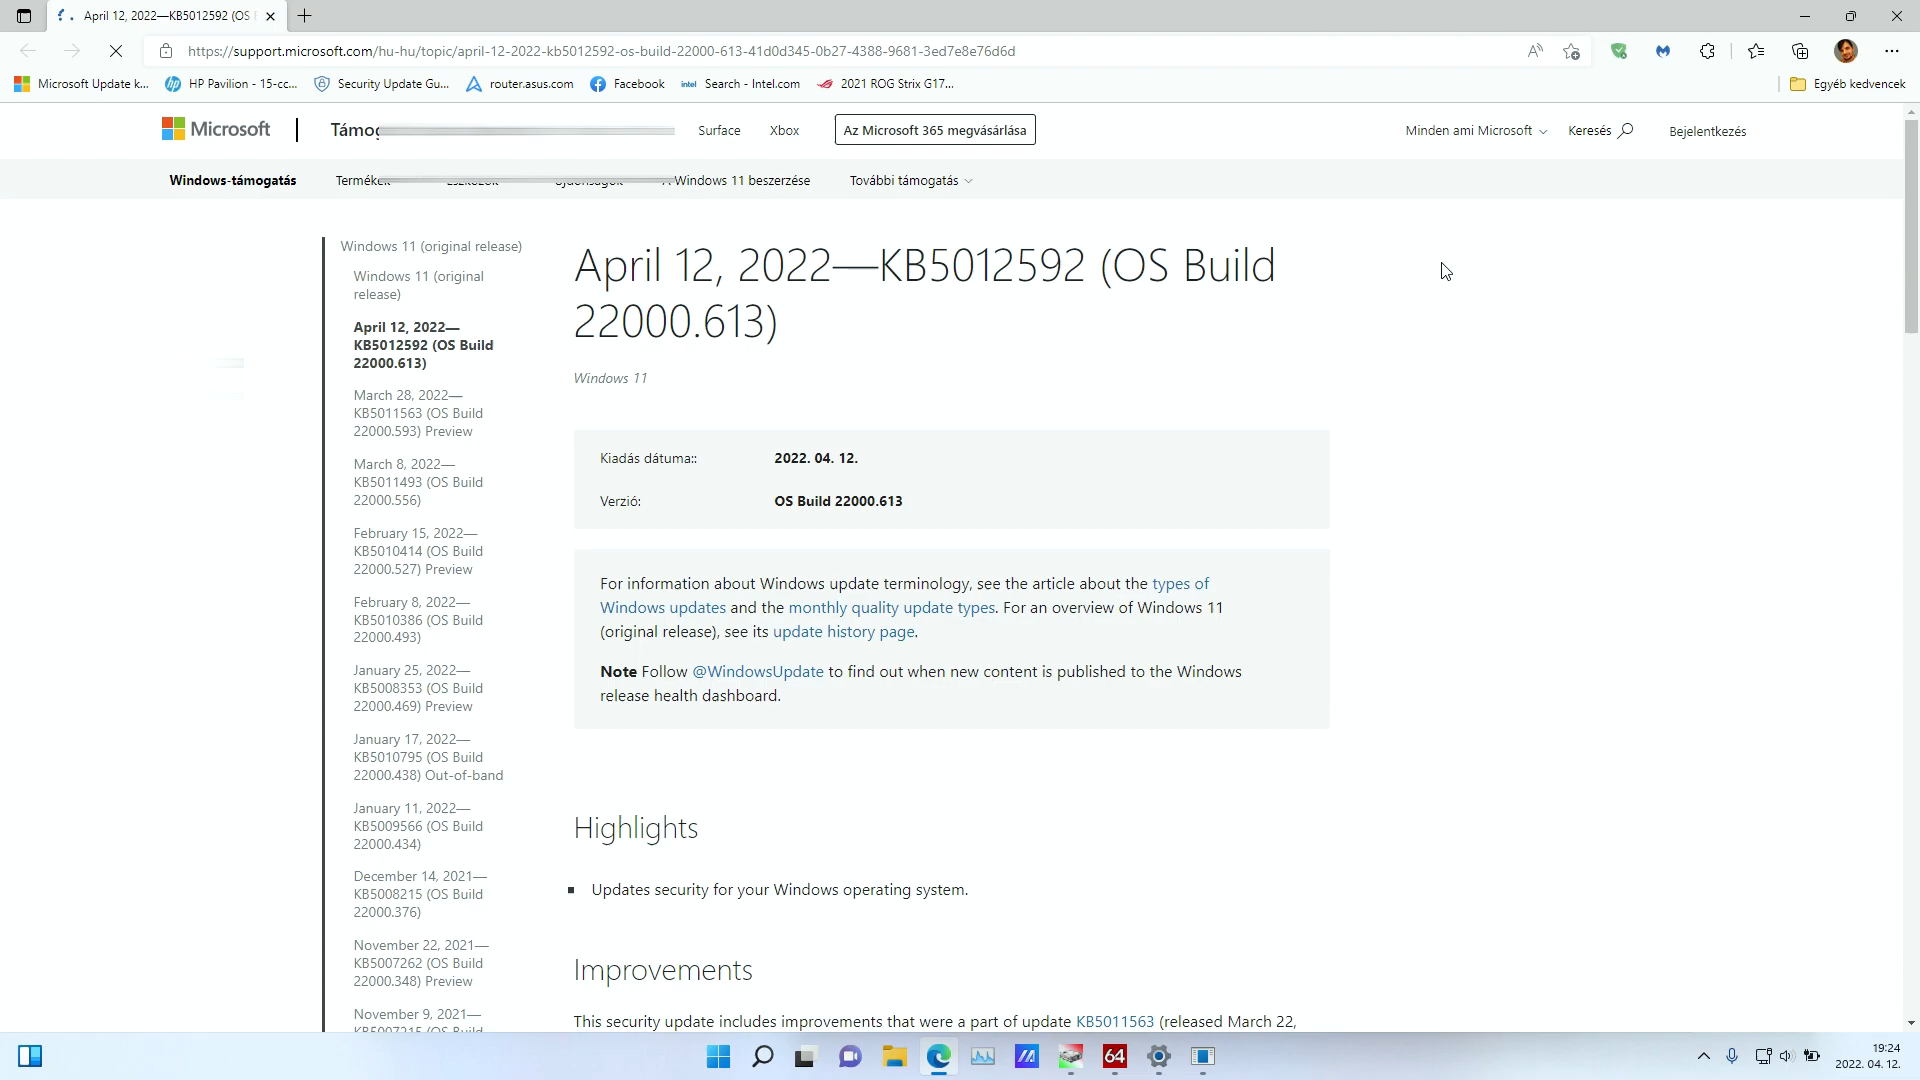 April 12, 2022—KB5012592 (OS
https://support.microsoft.com/hu-hu/topic/april-12-2022-kb5012592-os-build-22000-613-41d0d345-0b27-4388-9681-3ed7e8e76d6d
Microsoft Update k...
HP Pavilion - 15-cc...
Security Update Gu...
router.asus.com
Facebook
intel Search - Intel.com
2021 ROG Strix G17...
Egyéb kedvencek
Microsoft
Surface
Xbox
Az Microsoft 365 megvásárlása
Minden ami Microsoft
Keresés
Bejelentkezés
Windows-támogatás
Windows 11 beszerzése
További támogatás
Windows 11 (original release)
Windows 11 (original
release)
April 12, 2022—
KB5012592 (OS Build
22000.613)
March 28, 2022—
KB5011563 (OS Build
22000.593) Preview
March 8, 2022—
KB5011493 (OS Build
22000.556)
February 15, 2022—
KB5010414 (OS Build
22000.527) Preview
February 8, 2022—
KB5010386 (OS Build
22000.493)
January 25, 2022—
KB5008353 (OS Build
22000.469) Preview
January 17, 2022—
KB5010795 (OS Build
22000.438) Out-of-band
January 11, 2022—
KB5009566 (OS Build
22000.434)
December 14, 2021—
KB5008215 (OS Build
22000.376)
November 22, 2021—
KB5007262 (OS Build
22000.348) Preview
November 9, 2021—
KB5007215 (OS Build
April 12, 2022—KB5012592 (OS Build
22000.613)
Windows 11
Kiadás dátuma:: 2022. 04. 12.
Verzió: OS Build 22000.613
For information about Windows update terminology, see the article about the types of
Windows updates and the monthly quality update types. For an overview of Windows 11
(original release), see its update history page.
Note Follow @WindowsUpdate to find out when new content is published to the Windows
release health dashboard.
Highlights
Updates security for your Windows operating system.
Improvements
This security update includes improvements that were a part of update KB5011563 (released March 22,
64
19:24
2022. 04. 12.